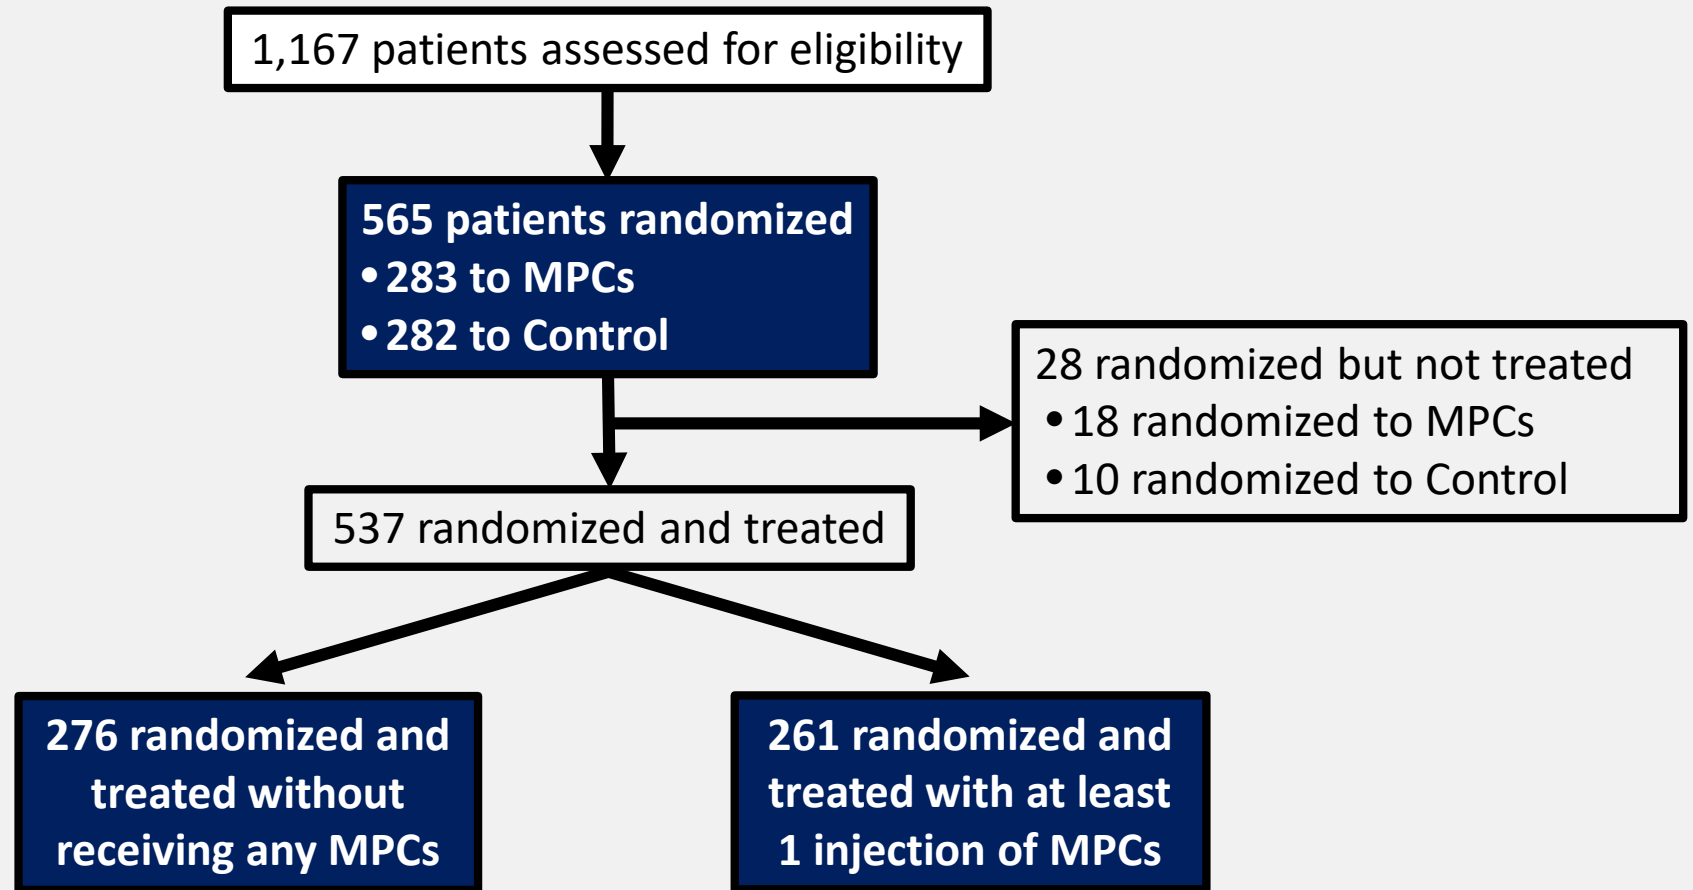 1,167 patients assessed for eligibility
565 patients randomized
•283 to MPCs
•282 to Control
28 randomized but not treated
•18 randomized to MPCs
•10 randomized to Control
537 randomized and treated
276 randomized and
treated without
receiving any MPCs
261 randomized and
treated with at least
1 injection of MPCs